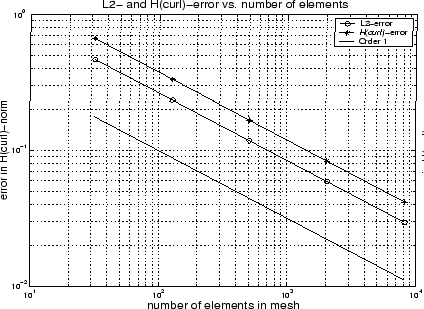 L2- and H(curl)-error vs. number of elements
L2-error
H(curl)-error
Order 1
10^0
10^-1
10^-2
error in H(curl)-norm
10^1
10^2
10^3
10^4
number of elements in mesh